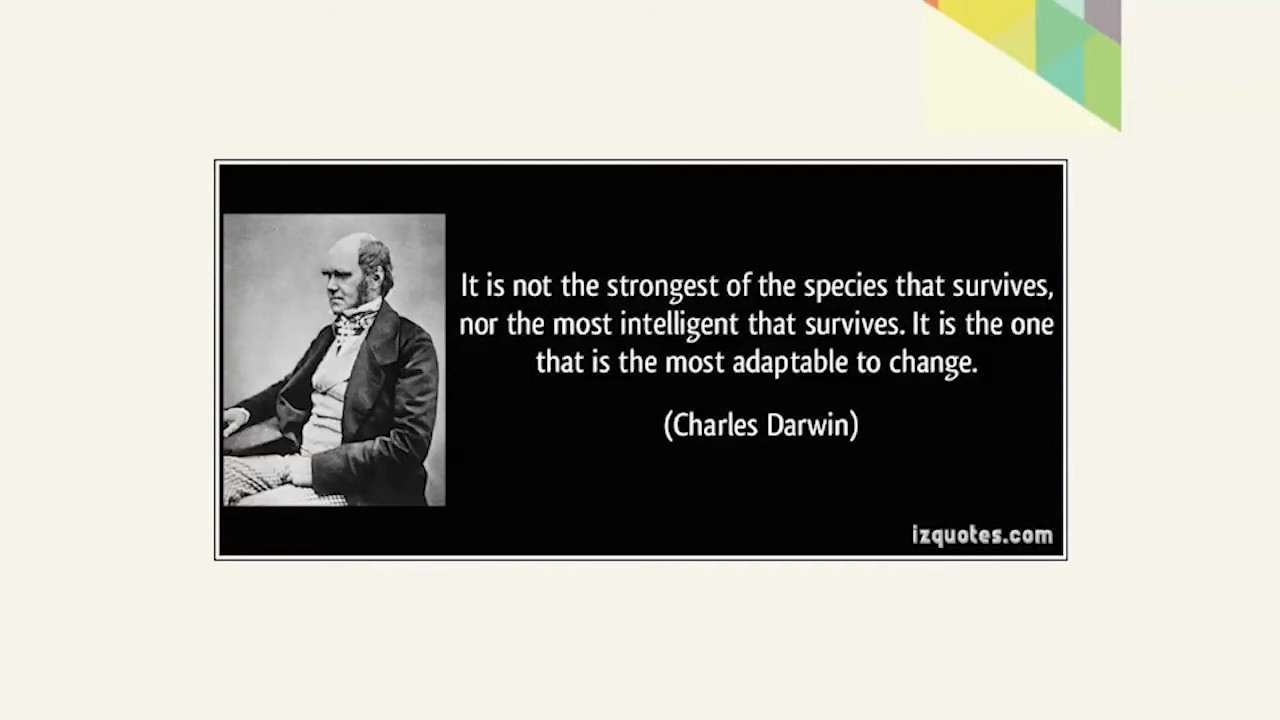 It is not the strongest of the species that survives,
nor the most intelligent that survives. It is the one
that is the most adaptable to change.
(Charles Darwin)
izquotes.com